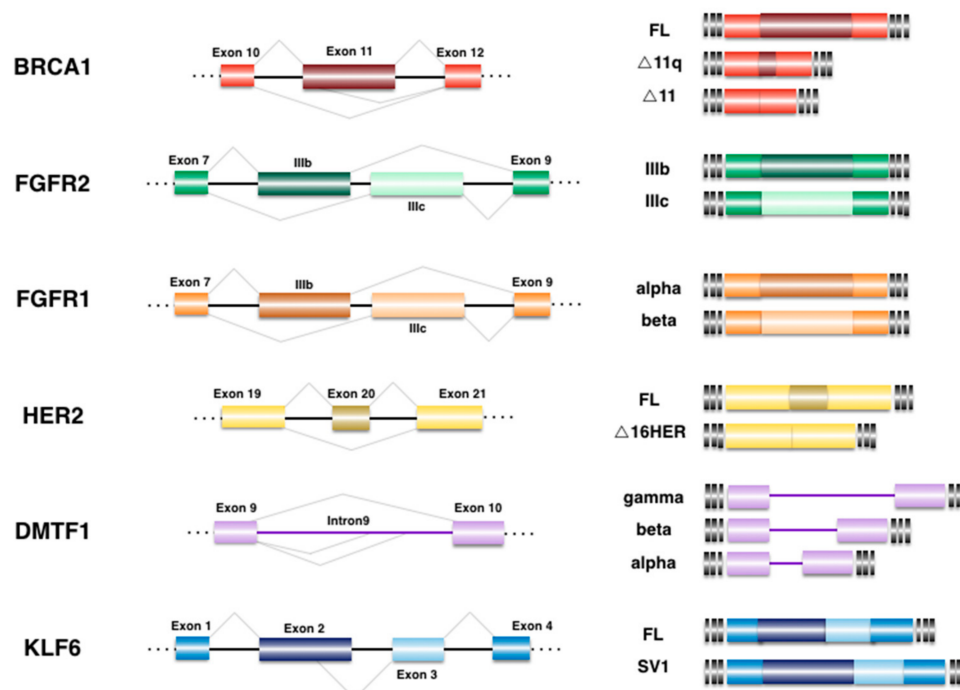 BRCA1
Exon 10
Exon 11
Exon 12
FL
△11q
△11
FGFR2
Exon 7
IIIb
IIIc
Exon 9
IIIb
IIIc
FGFR1
Exon 7
IIIb
IIIc
Exon 9
alpha
beta
HER2
Exon 19
Exon 20
Exon 21
FL
△16HER
DMTF1
Exon 9
Intron9
Exon 10
gamma
beta
alpha
KLF6
Exon 1
Exon 2
Exon 3
Exon 4
FL
SV1